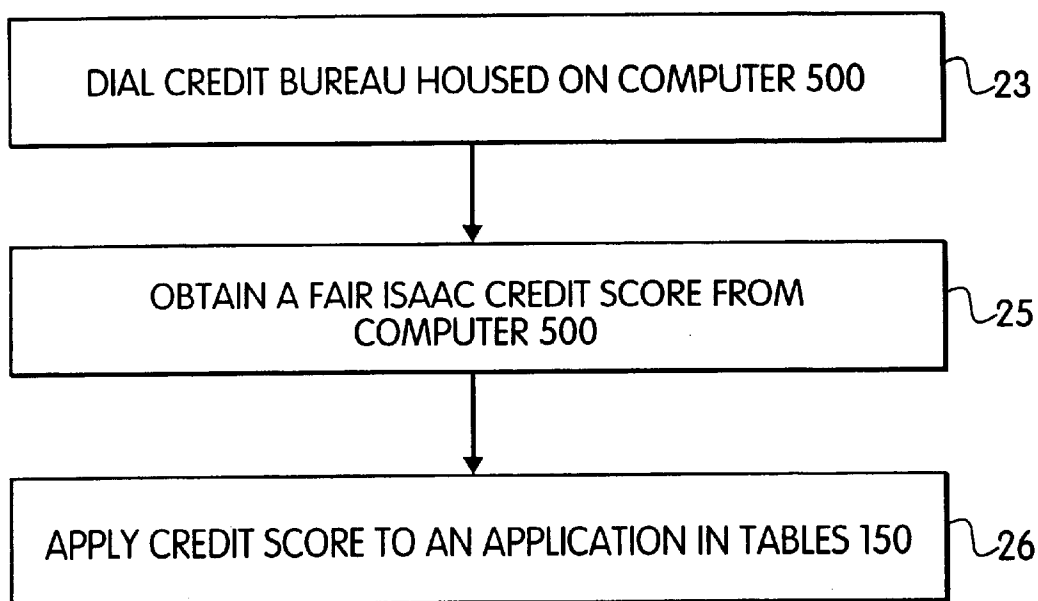 DIAL CREDIT BUREAU HOUSED ON COMPUTER 500
23
OBTAIN A FAIR ISAAC CREDIT SCORE FROM
COMPUTER 500
25
APPLY CREDIT SCORE TO AN APPLICATION IN TABLES 150
26